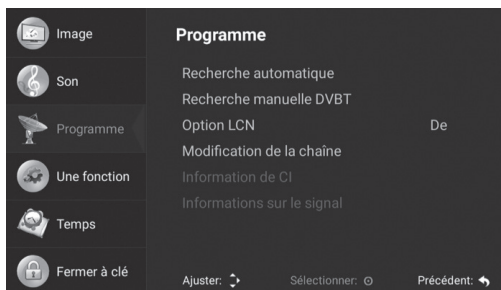 Image
Son
Programme
Une fonction
Temps
Fermer à clé
Programme
Recherche automatique
Recherche manuelle DVBT
Option LCN De
Modification de la chaîne
Information de CI
Informations sur le signal
Ajuster: Sélectionner: Précédent: